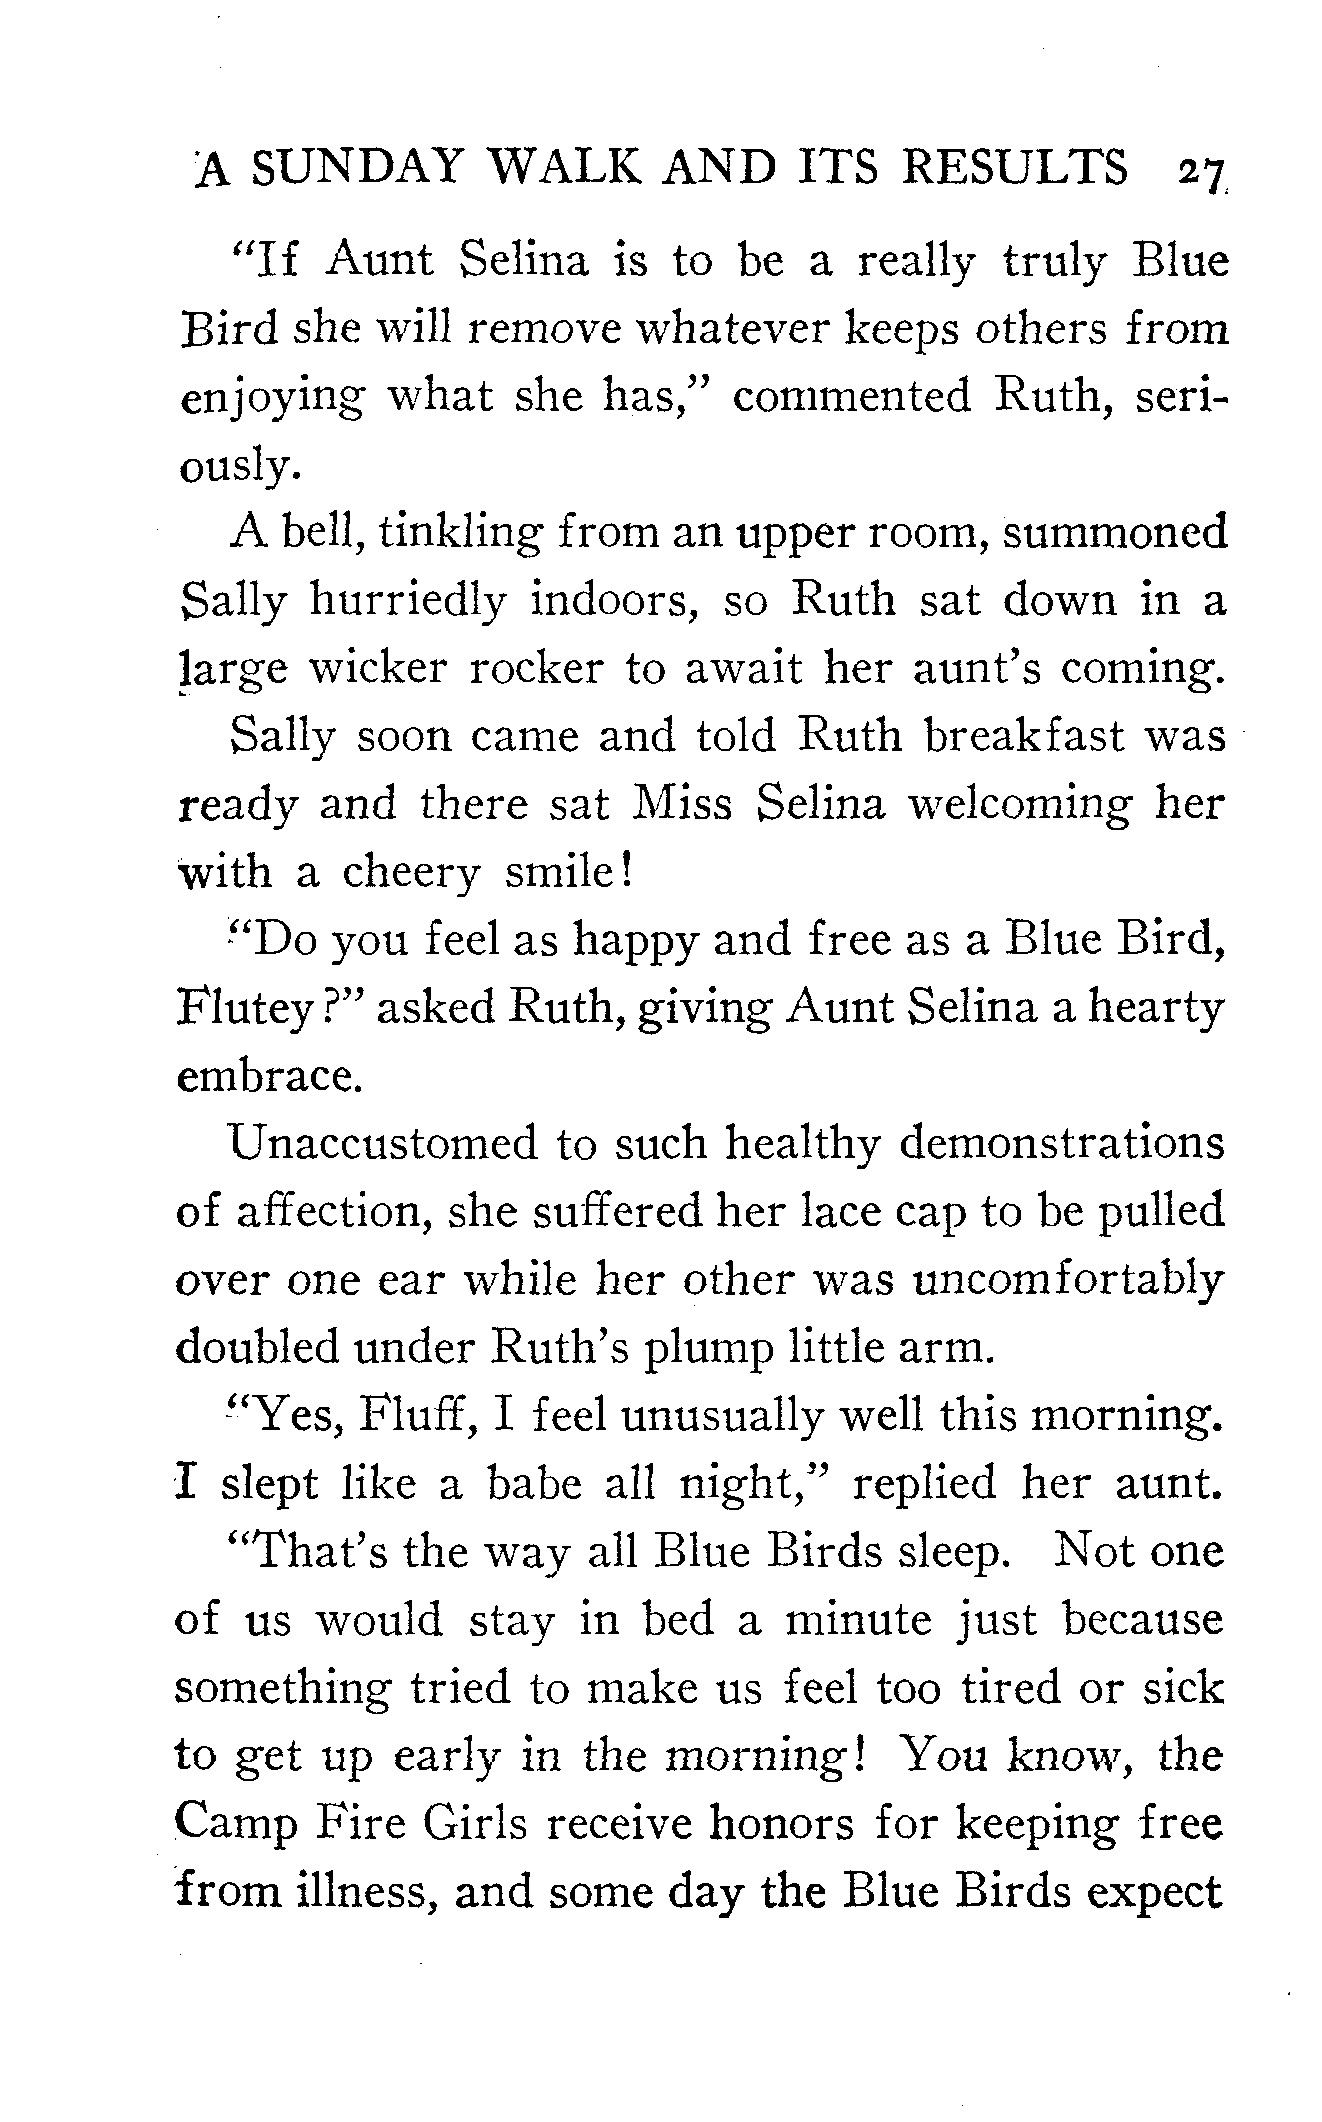 A SUNDAY WALK AND ITS RESULTS 27
"If Aunt Selina is to be a really truly Blue
Bird she will remove whatever keeps others from
enjoying what she has," commented Ruth, seri-
ously.
A bell, tinkling from an upper room, summoned
Sally hurriedly indoors, so Ruth sat down in a
large wicker rocker to await her aunt's coming.
Sally soon came and told Ruth breakfast was
ready and there sat Miss Selina welcoming her
with a cheery smile!
"Do you feel as happy and free as a Blue Bird,
Flutey?" asked Ruth, giving Aunt Selina a hearty
embrace.
Unaccustomed to such healthy demonstrations
of affection, she suffered her lace cap to be pulled
over one ear while her other was uncomfortably
doubled under Ruth's plump little arm.
"Yes, Fluff, I feel unusually well this morning.
I slept like a babe all night," replied her aunt.
"That's the way all Blue Birds sleep. Not one
of us would stay in bed a minute just because
something tried to make us feel too tired or sick
to get up early in the morning! You know, the
Camp Fire Girls receive honors for keeping free
from illness, and some day the Blue Birds expect